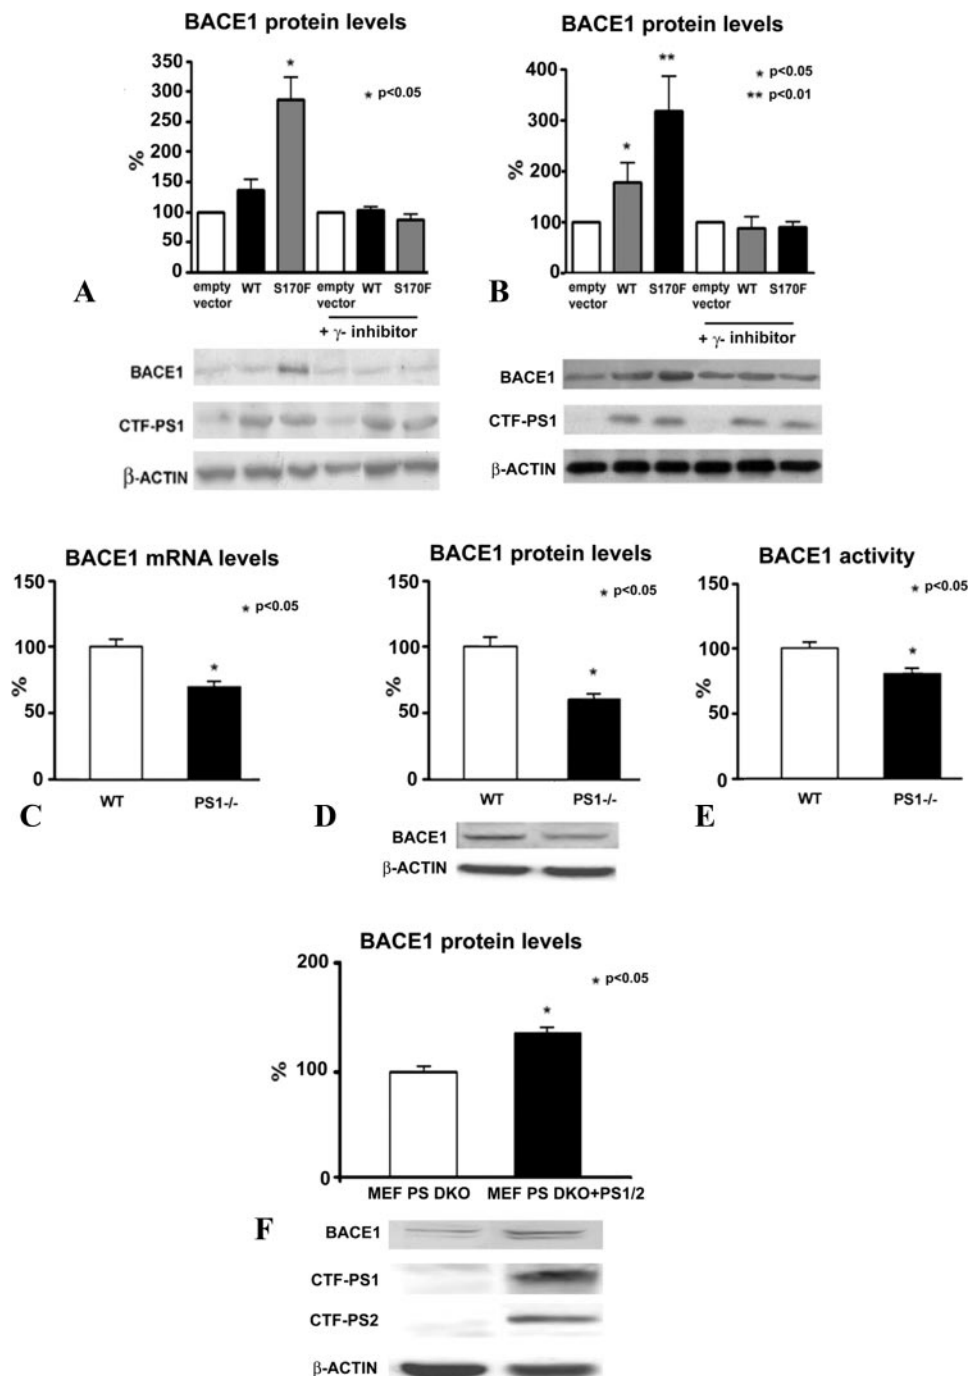 BACE1 protein levels
350
300
250
200
150
100
50
0
%
*
* p<0.05
empty vector
WT
S170F
empty vector
WT
S170F
+ γ- inhibitor
A
BACE1
CTF-PS1
β-ACTIN
BACE1 protein levels
400
300
200
100
0
%
*
**
* p<0.05
** p<0.01
empty vector
WT
S170F
empty vector
WT
S170F
+ γ- inhibitor
B
BACE1
CTF-PS1
β-ACTIN
BACE1 mRNA levels
150
100
50
0
%
* p<0.05
*
WT
PS1-/-
C
BACE1 protein levels
150
100
50
0
%
* p<0.05
*
WT
PS1-/-
D
BACE1
β-ACTIN
BACE1 activity
150
100
50
0
%
* p<0.05
*
WT
PS1-/-
E
BACE1 protein levels
200
100
0
%
* p<0.05
*
MEF PS DKO
MEF PS DKO+PS1/2
F
BACE1
CTF-PS1
CTF-PS2
β-ACTIN